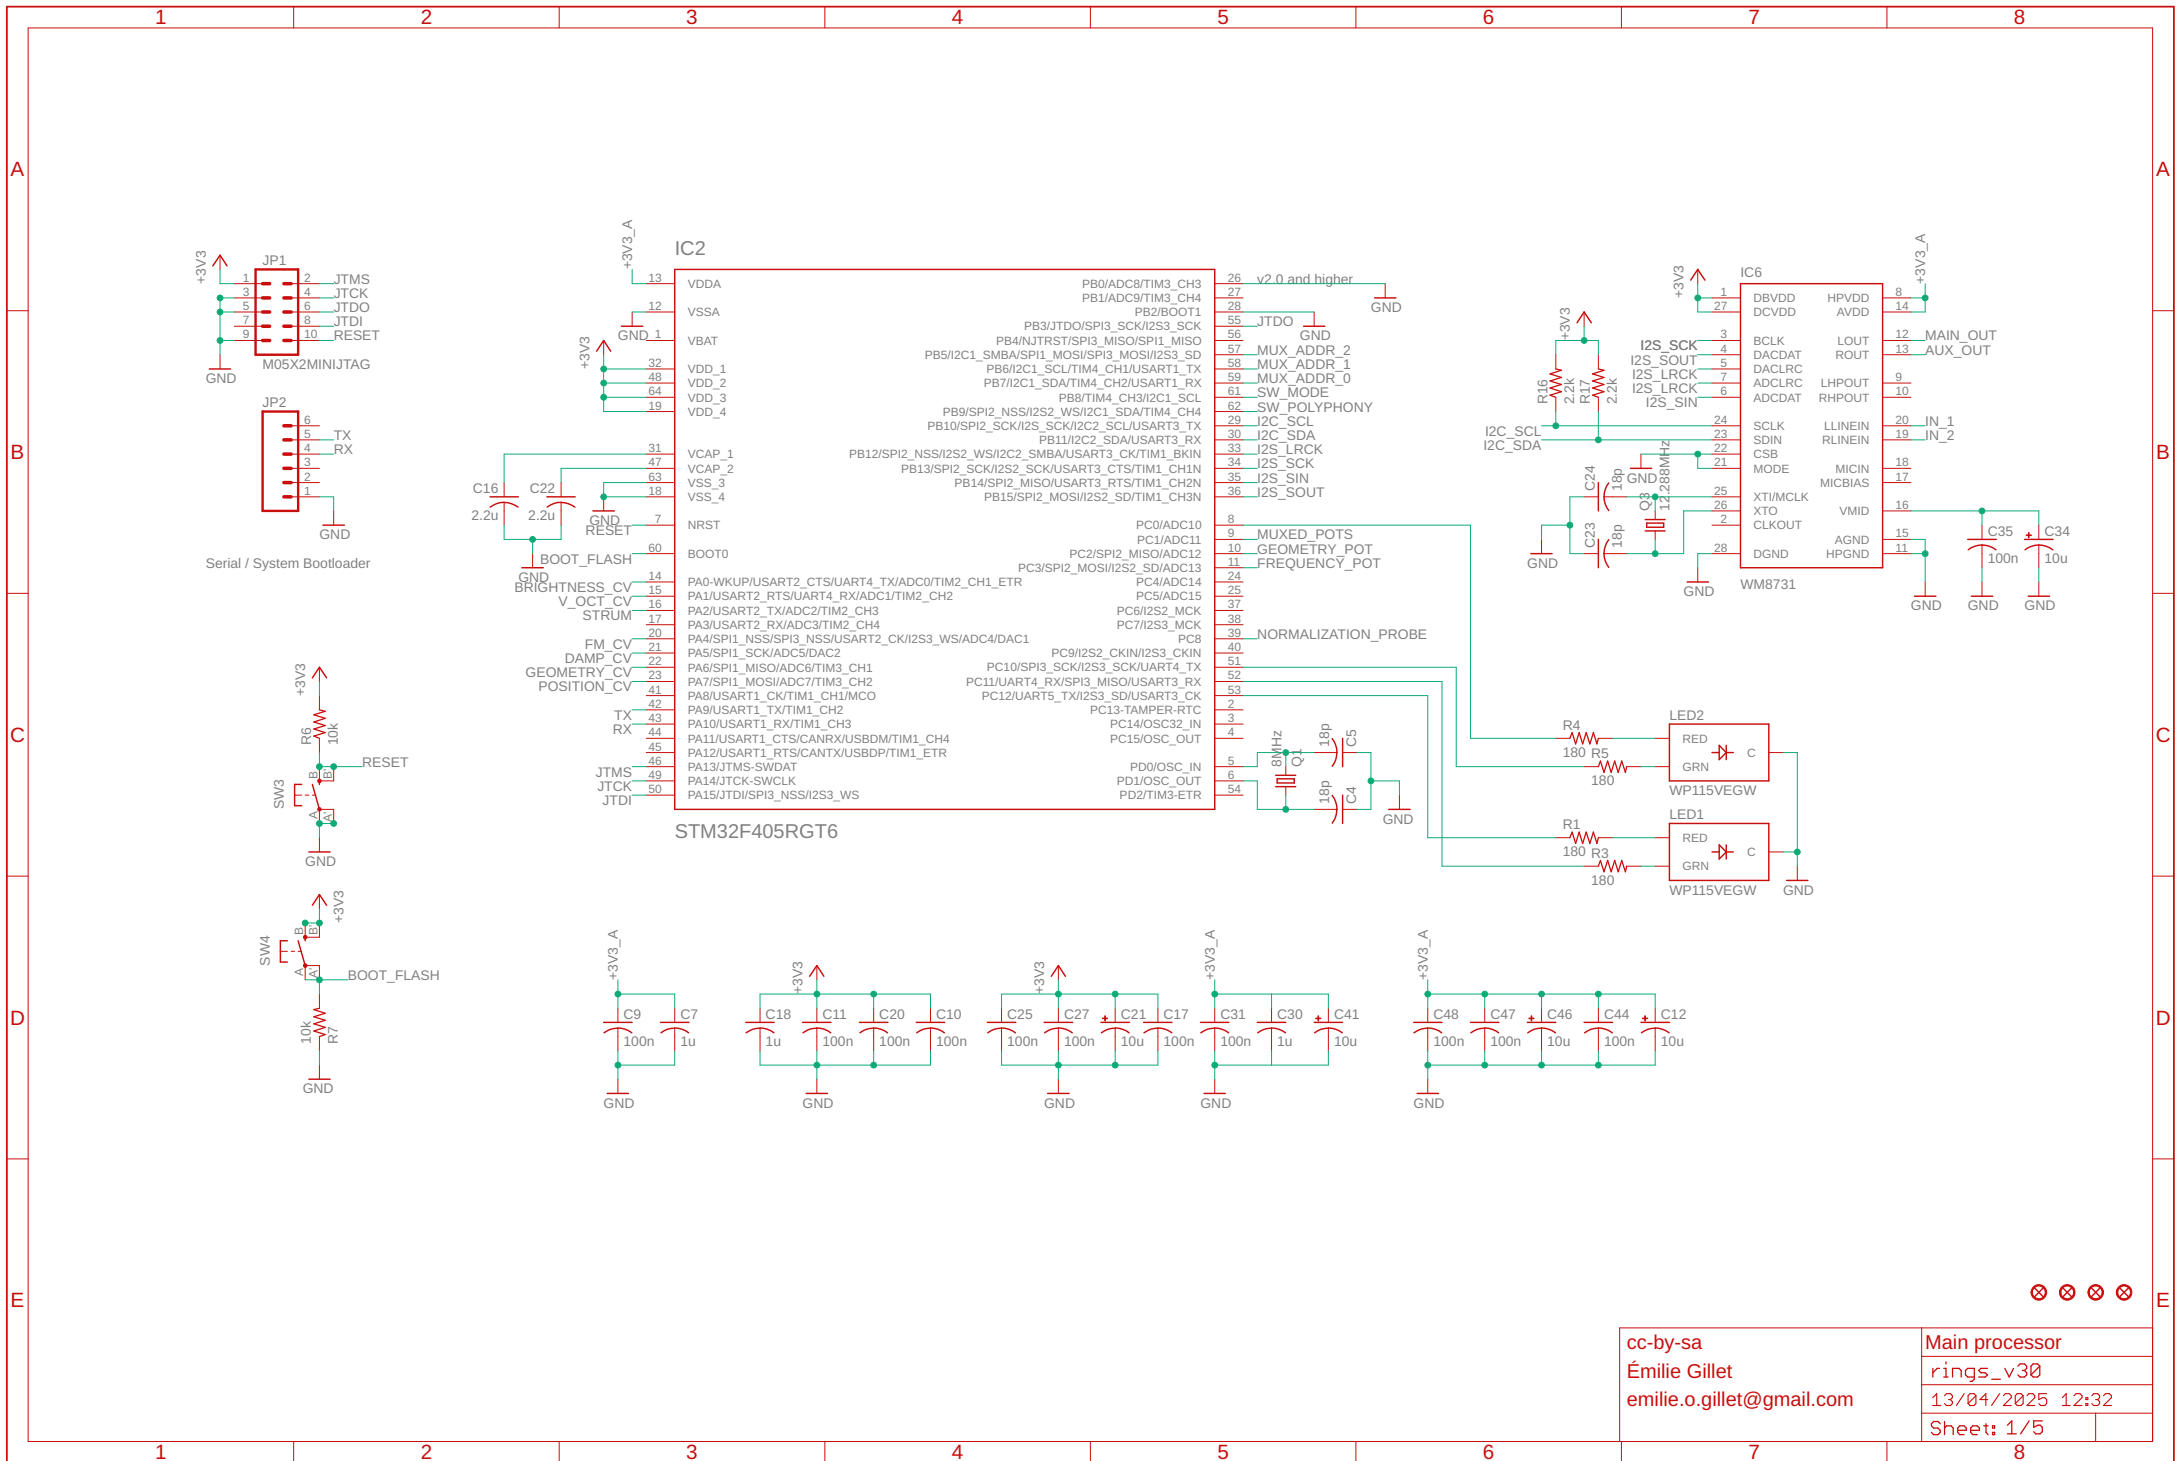 1 2 3 4 5 6 7 8
A A
B B
C C
D D
E E
+3V3
JP1
1 2 JTMS
3 4 JTCK
5 6 JTDO
7 8 JTDI
9 10 RESET
M05X2MINIJTAG
GND
JP2
6
5 TX
4 RX
3
2
1
GND
Serial / System Bootloader
+3V3
R6
10k
RESET
SW3
B B'
A A'
GND
+3V3
SW4
B B'
A A'
BOOT_FLASH
10k
R7
GND
+3V3_A
IC2
13 VDDA
12 VSSA
GND
1 VBAT
+3V3
32 VDD_1
48 VDD_2
64 VDD_3
19 VDD_4
31 VCAP_1
47 VCAP_2
63 VSS_3
18 VSS_4
C16
2.2u
C22
2.2u
GND
GND
RESET 7 NRST
BOOT_FLASH 60 BOOT0
BRIGHTNESS_CV 14 PA0-WKUP/USART2_CTS/UART4_TX/ADC0/TIM2_CH1_ETR
V_OCT_CV 15 PA1/USART2_RTS/UART4_RX/ADC1/TIM2_CH2
STRUM 16 PA2/USART2_TX/ADC2/TIM2_CH3
17 PA3/USART2_RX/ADC3/TIM2_CH4
FM_CV 20 PA4/SPI1_NSS/SPI3_NSS/USART2_CK/I2S3_WS/ADC4/DAC1
DAMP_CV 21 PA5/SPI1_SCK/ADC5/DAC2
GEOMETRY_CV 22 PA6/SPI1_MISO/ADC6/TIM3_CH1
POSITION_CV 23 PA7/SPI1_MOSI/ADC7/TIM3_CH2
41 PA8/USART1_CK/TIM1_CH1/MCO
TX 42 PA9/USART1_TX/TIM1_CH2
RX 43 PA10/USART1_RX/TIM1_CH3
44 PA11/USART1_CTS/CANRX/USBDM/TIM1_CH4
45 PA12/USART1_RTS/CANTX/USBDP/TIM1_ETR
JTMS 46 PA13/JTMS-SWDAT
JTCK 49 PA14/JTCK-SWCLK
JTDI 50 PA15/JTDI/SPI3_NSS/I2S3_WS
STM32F405RGT6
PB0/ADC8/TIM3_CH3 26 v2.0 and higher
GND
PB1/ADC9/TIM3_CH4 27
PB2/BOOT1 28
GND
PB3/JTDO/SPI3_SCK/I2S3_SCK 55 JTDO
PB4/NJTRST/SPI3_MISO/SPI1_MISO 56
PB5/I2C1_SMBA/SPI1_MOSI/SPI3_MOSI/I2S3_SD 57 MUX_ADDR_2
PB6/I2C1_SCL/TIM4_CH1/USART1_TX 58 MUX_ADDR_1
PB7/I2C1_SDA/TIM4_CH2/USART1_RX 59 MUX_ADDR_0
PB8/TIM4_CH3/I2C1_SCL 61 SW_MODE
PB9/SPI2_NSS/I2S2_WS/I2C1_SDA/TIM4_CH4 62 SW_POLYPHONY
PB10/SPI2_SCK/I2S_SCK/I2C2_SCL/USART3_TX 29 I2C_SCL
PB11/I2C2_SDA/USART3_RX 30 I2C_SDA
PB12/SPI2_NSS/I2S2_WS/I2C2_SMBA/USART3_CK/TIM1_BKIN 33 I2S_LRCK
PB13/SPI2_SCK/I2S2_SCK/USART3_CTS/TIM1_CH1N 34 I2S_SCK
PB14/SPI2_MISO/USART3_RTS/TIM1_CH2N 35 I2S_SIN
PB15/SPI2_MOSI/I2S2_SD/TIM1_CH3N 36 I2S_SOUT
PC0/ADC10 8
PC1/ADC11 9 MUXED_POTS
PC2/SPI2_MISO/ADC12 10 GEOMETRY_POT
PC3/SPI2_MOSI/I2S2_SD/ADC13 11 FREQUENCY_POT
PC4/ADC14 24
PC5/ADC15 25
PC6/I2S2_MCK 37
PC7/I2S3_MCK 38
PC8 39 NORMALIZATION_PROBE
PC9/I2S2_CKIN/I2S3_CKIN 40
PC10/SPI3_SCK/I2S3_SCK/UART4_TX 51
PC11/UART4_RX/SPI3_MISO/USART3_RX 52
PC12/UART5_TX/I2S3_SD/USART3_CK 53
PC13-TAMPER-RTC 2
PC14/OSC32_IN 3
PC15/OSC_OUT 4
PD0/OSC_IN 5
PD1/OSC_OUT 6
PD2/TIM3-ETR 54
8MHz
Q1
18p
C5
18p
C4
GND
+3V3
IC6
+3V3_A
1 DBVDD
27 DCVDD
I2S_SCK 3 BCLK
I2S_SOUT 4 DACDAT
I2S_LRCK 5 DACLRC
I2S_LRCK 7 ADCLRC
I2S_SIN 6 ADCDAT
24 SCLK
23 SDIN
22 CSB
21 MODE
25 XTI/MCLK
26 XTO
2 CLKOUT
28 DGND
GND
HPVDD 8
AVDD 14
LOUT 12 MAIN_OUT
ROUT 13 AUX_OUT
LHPOUT 9
RHPOUT 10
LLINEIN 20 IN_1
RLINEIN 19 IN_2
MICIN 18
MICBIAS 17
VMID 16
AGND 15
HPGND 11
WM8731
+3V3
R16
2.2k
R17
2.2k
I2C_SCL
I2C_SDA
GND
C24
18p
C23
18p
Q3
12.288MHz
GND
C35
100n
C34
10u
GND GND GND
R4
180
R5
180
LED2
RED
GRN
C
WP115VEGW
R1
180
R3
180
LED1
RED
GRN
C
WP115VEGW
GND
+3V3_A
C9 C7
100n 1u
GND
+3V3
C18 C11 C20 C10
1u 100n 100n 100n
GND
+3V3
C25 C27 C21 C17
100n 100n 10u 100n
GND
+3V3_A
C31 C30 C41
100n 1u 10u
GND
+3V3_A
C48 C47 C46 C44 C12
100n 100n 10u 100n 10u
GND
cc-by-sa
Émilie Gillet
emilie.o.gillet@gmail.com
Main processor
rings_v30
13/04/2025 12:32
Sheet: 1/5
1 2 3 4 5 6 7 8